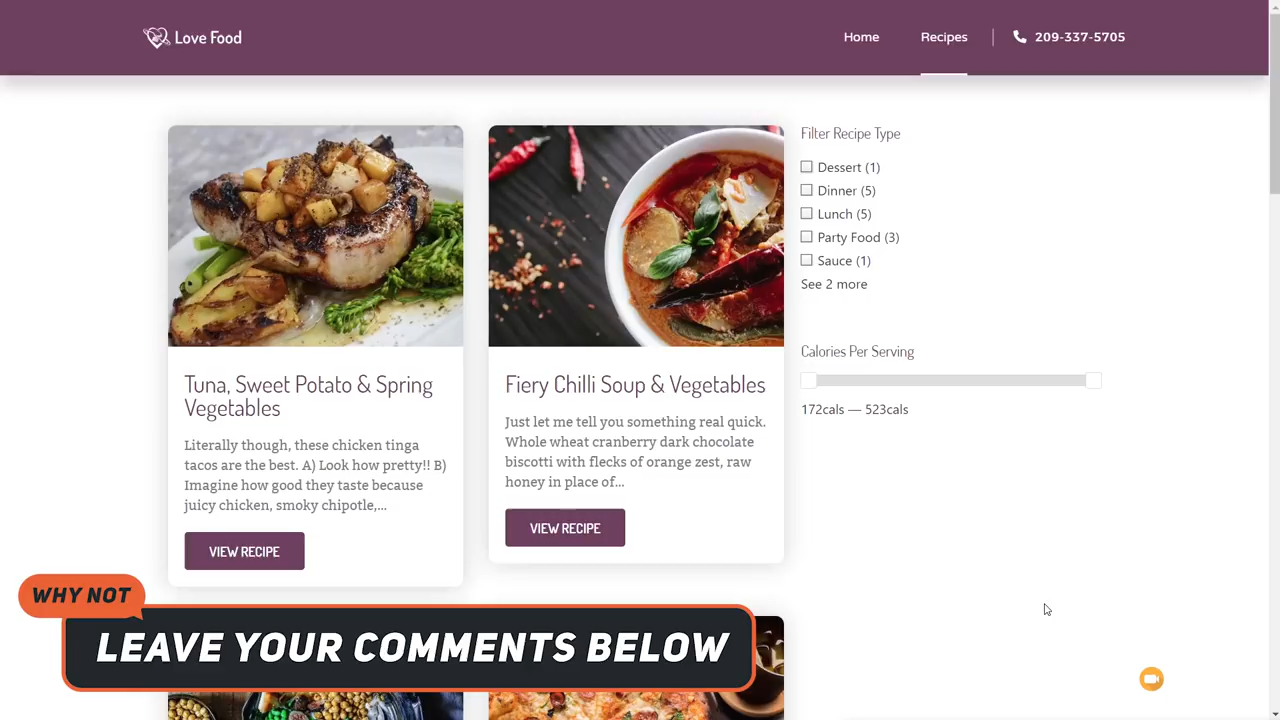 Love Food
Home
Recipes
209-337-5705
Tuna, Sweet Potato & Spring
Vegetables
Literally though, these chicken tinga
tacos are the best. A) Look how pretty!! B)
Imagine how good they taste because
juicy chicken, smoky chipotle,...
VIEW RECIPE
Fiery Chilli Soup & Vegetables
Just let me tell you something real quick.
Whole wheat cranberry dark chocolate
biscotti with flecks of orange zest, raw
honey in place of...
VIEW RECIPE
Filter Recipe Type
Dessert (1)
Dinner (5)
Lunch (5)
Party Food (3)
Sauce (1)
See 2 more
Calories Per Serving
172cals — 523cals
WHY NOT
LEAVE YOUR COMMENTS BELOW